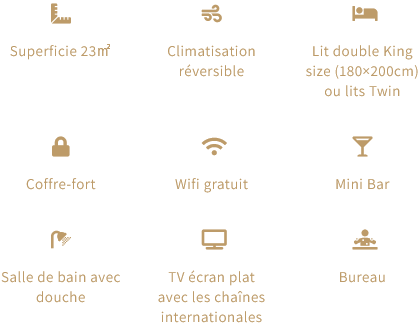 Superficie 23㎡
Climatisation
réversible
Lit double King
size (180×200cm)
ou lits Twin
Coffre-fort
Wifi gratuit
Mini Bar
Salle de bain avec
douche
TV écran plat
avec les chaînes
internationales
Bureau